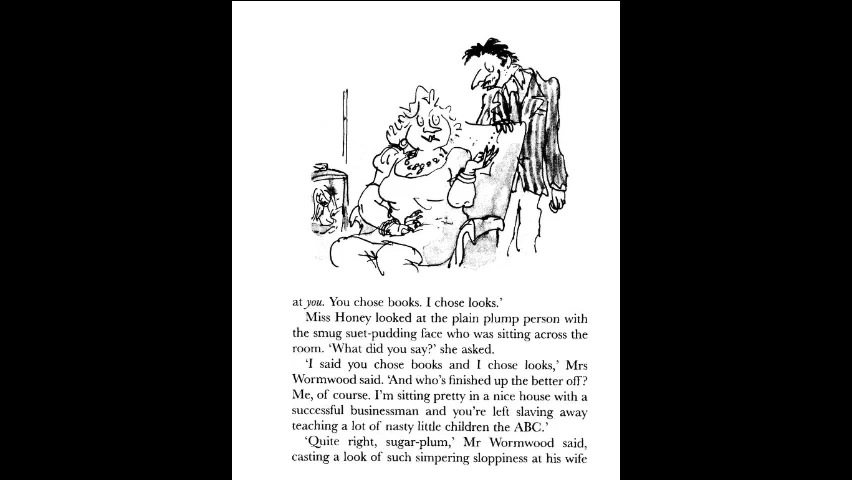 at you. You chose books. I chose looks.’
Miss Honey looked at the plain plump person with
the smug suet-pudding face who was sitting across the
room. ‘What did you say?’ she asked.
‘I said you chose books and I chose looks,’ Mrs
Wormwood said. ‘And who’s finished up the better off?
Me, of course. I’m sitting pretty in a nice house with a
successful businessman and you’re left slaving away
teaching a lot of nasty little children the ABC.’
‘Quite right, sugar-plum,’ Mr Wormwood said,
casting a look of such simpering sloppiness at his wife